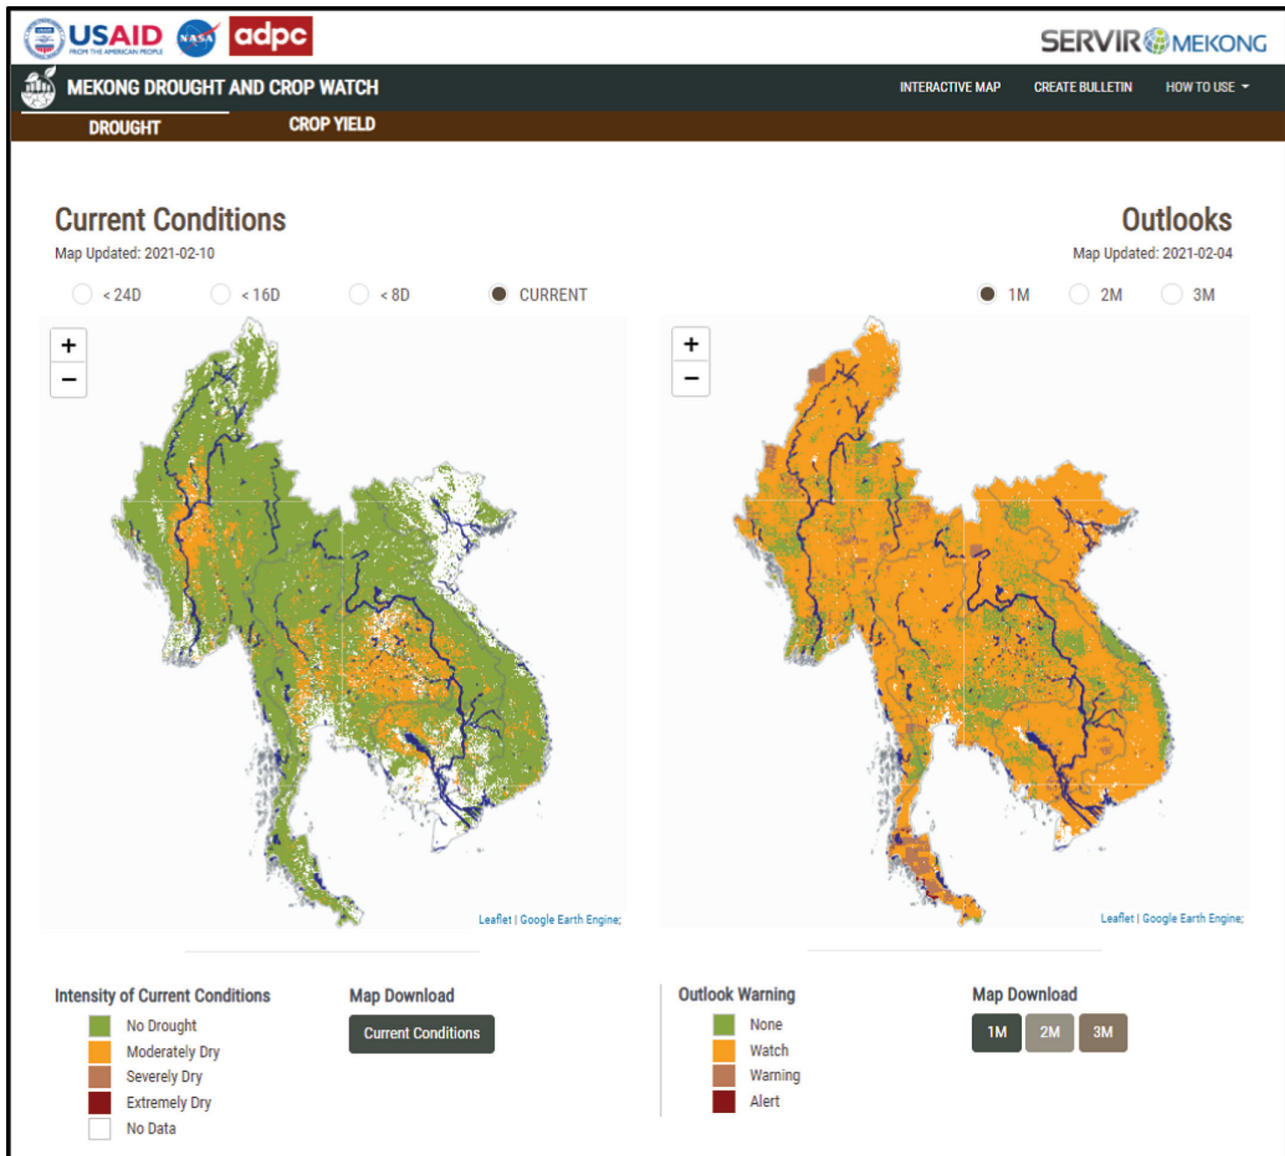 USAID
FROM THE AMERICAN PEOPLE
NASA
adpc
SERVIR MEKONG
MEKONG DROUGHT AND CROP WATCH
INTERACTIVE MAP
CREATE BULLETIN
HOW TO USE
DROUGHT
CROP YIELD
Current Conditions
Map Updated: 2021-02-10
Outlooks
Map Updated: 2021-02-04
< 24D
< 16D
< 8D
CURRENT
1M
2M
3M
+
−
+
−
Leaflet | Google Earth Engine;
Leaflet | Google Earth Engine;
Intensity of Current Conditions
No Drought
Moderately Dry
Severely Dry
Extremely Dry
No Data
Map Download
Current Conditions
Outlook Warning
None
Watch
Warning
Alert
Map Download
1M
2M
3M